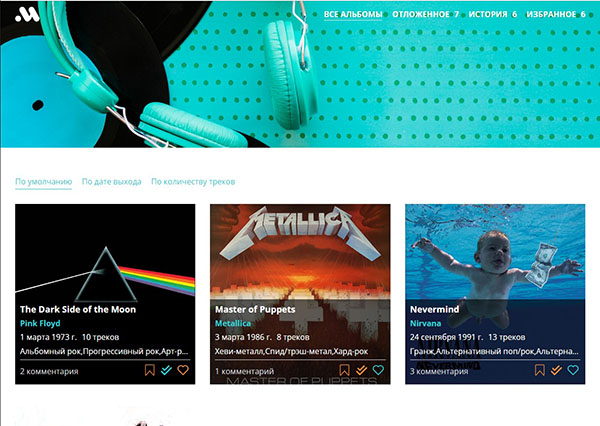 ВСЕ АЛЬБОМЫ ОТЛОЖЕННОЕ 7 ИСТОРИЯ 6 ИЗБРАННОЕ 6
По умолчанию По дате выхода По количеству треков
METALLICA
The Dark Side of the Moon
Pink Floyd
1 марта 1973 г. 10 треков
Альбомный рок,Прогрессивный рок,Арт-р...
2 комментария
Master of Puppets
Metallica
3 марта 1986 г. 8 треков
Хеви-металл,Спид/трэш-метал,Хард-рок
1 комментарий
MASTER OF PUPPETS
Nevermind
Nirvana
24 сентября 1991 г. 13 треков
Гранж,Альтернативный поп/рок,Альтерна...
3 комментария